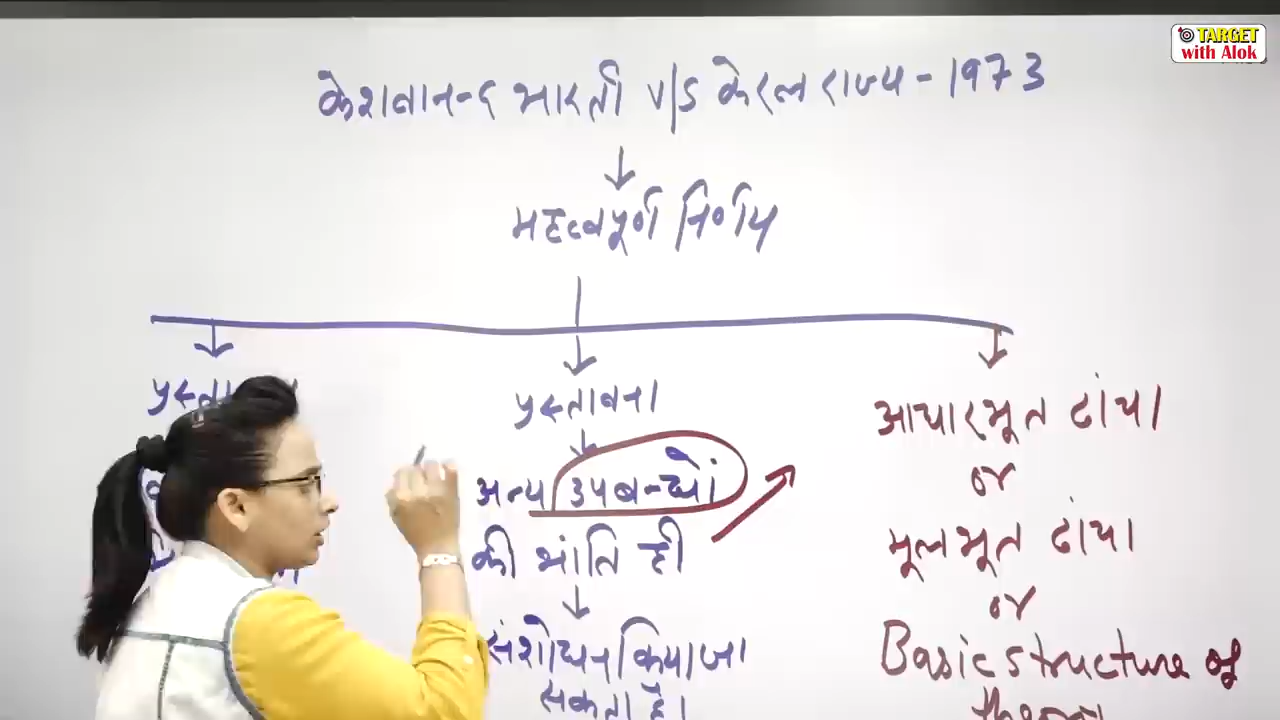 TARGET
with Alok
केशवानन्द भारती v/s केरल राज्य - 1973
महत्वपूर्ण निर्णय
प्रस्तावना
अन्य उपबन्धों
की भांति ही
संशोधन किया जा
सकता है।
आधारभूत ढांचा
or
मूलभूत ढांचा
or
Basic structure of